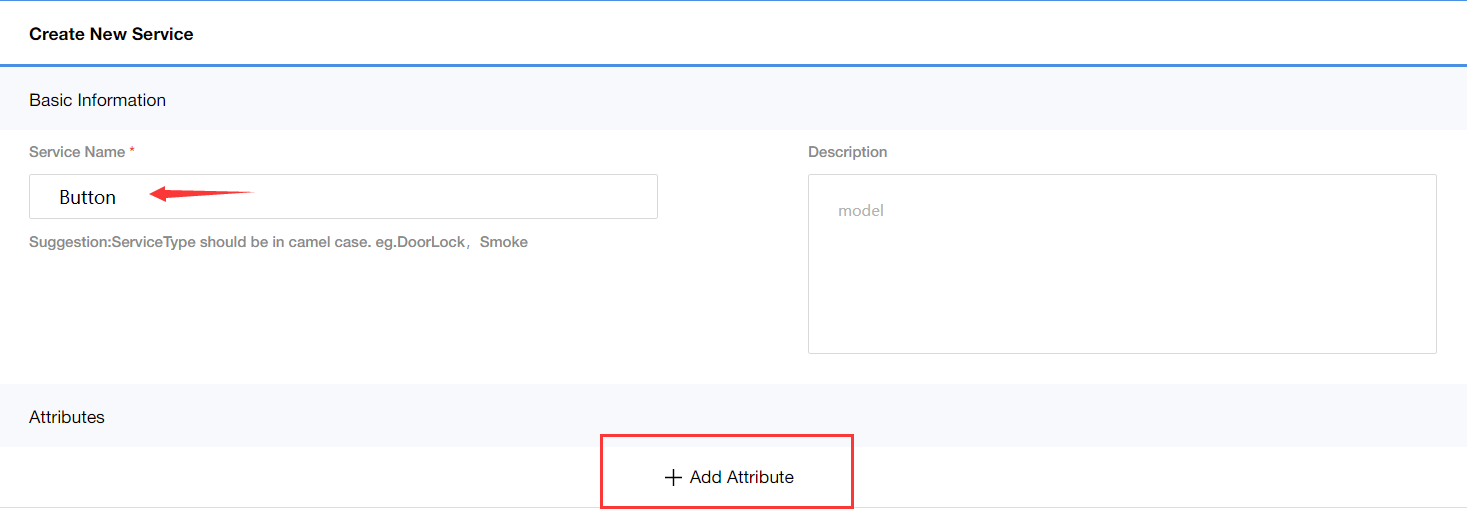 Create New Service
Basic Information
Service Name *
Description
Button
model
Suggestion:ServiceType should be in camel case. eg.DoorLock，Smoke
Attributes
+ Add Attribute